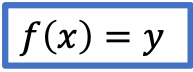 f(x) = y